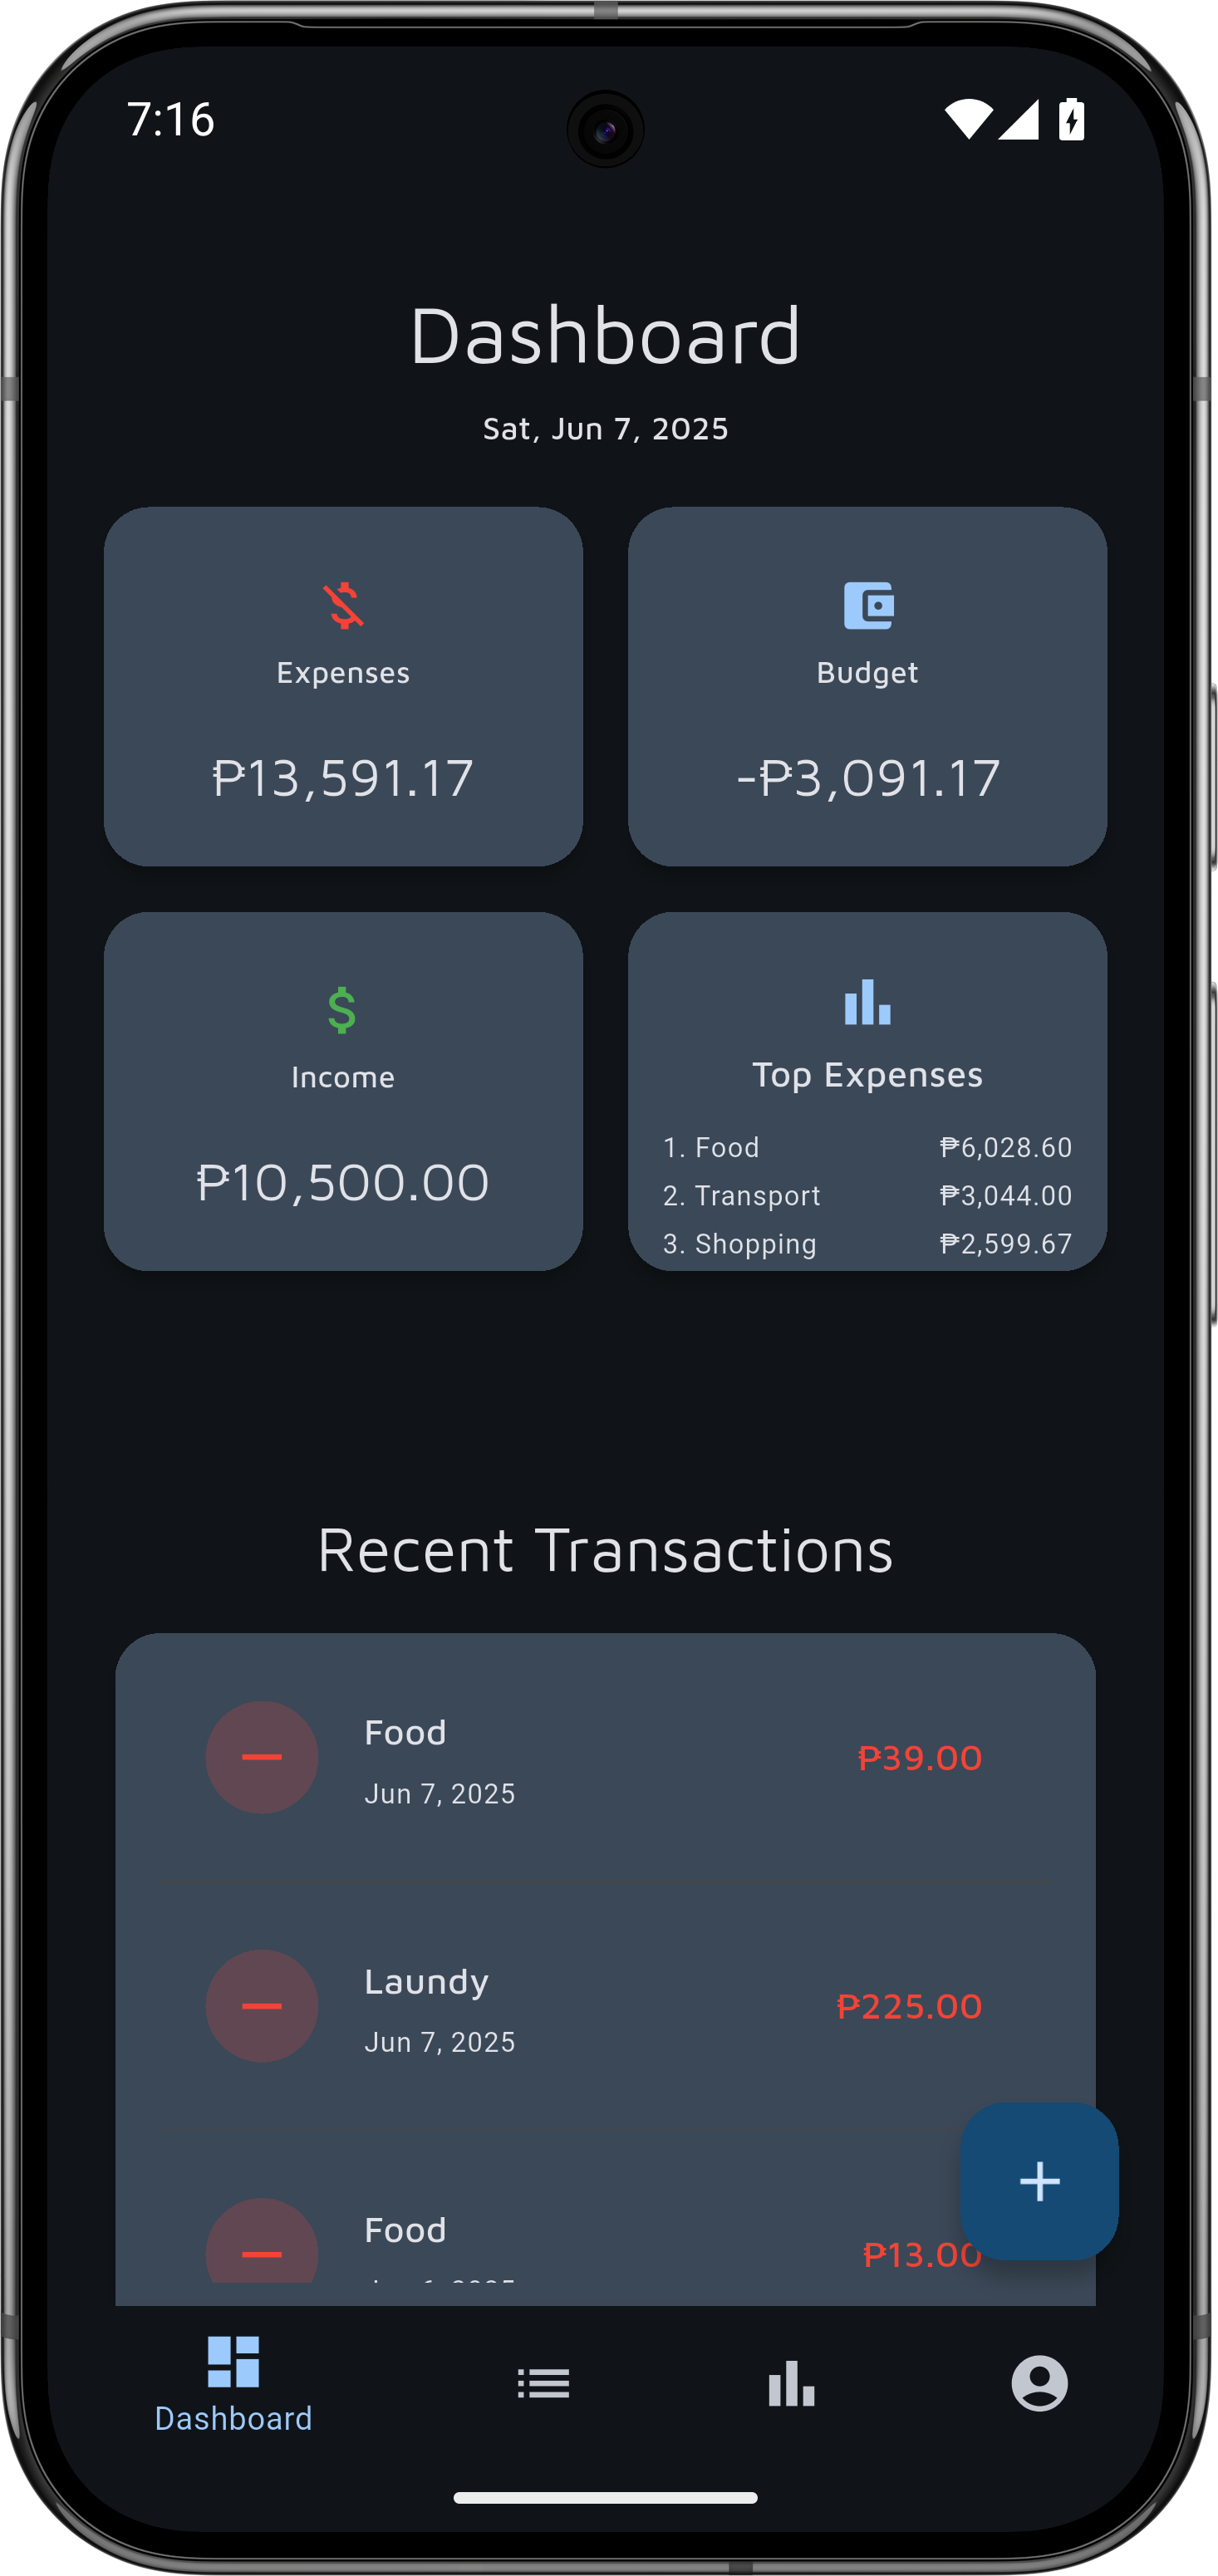 7:16
Dashboard
Sat, Jun 7, 2025
Expenses
₱13,591.17
Budget
-₱3,091.17
Income
₱10,500.00
Top Expenses
1. Food ₱6,028.60
2. Transport ₱3,044.00
3. Shopping ₱2,599.67
Recent Transactions
Food
₱39.00
Jun 7, 2025
Laundy
₱225.00
Jun 7, 2025
Food
₱13.00
Dashboard